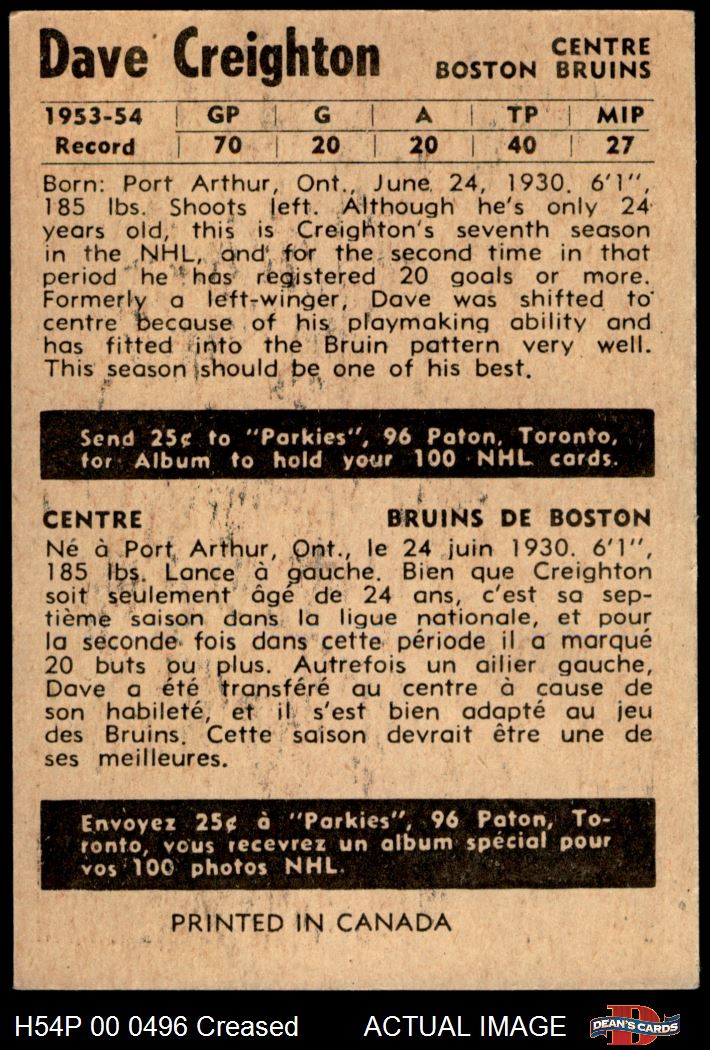 Dave Creighton
CENTRE
BOSTON BRUINS
1953-54 | GP | G | A | TP | MIP
Record | 70 | 20 | 20 | 40 | 27
Born: Port Arthur, Ont., June 24, 1930. 6'1",
185 lbs. Shoots left. Although he's only 24
years old, this is Creighton's seventh season
in the NHL, and for the second time in that
period he has registered 20 goals or more.
Formerly a left-winger, Dave was shifted to
centre because of his playmaking ability and
has fitted into the Bruin pattern very well.
This season should be one of his best.
Send 25¢ to "Parkies", 96 Paton, Toronto,
for Album to hold your 100 NHL cards.
CENTRE BRUINS DE BOSTON
Né à Port Arthur, Ont., le 24 juin 1930. 6'1",
185 lbs. Lance à gauche. Bien que Creighton
soit seulement âgé de 24 ans, c'est sa sep-
tième saison dans la ligue nationale, et pour
la seconde fois dans cette période il a marqué
20 buts ou plus. Autrefois un ailier gauche,
Dave a été transféré au centre à cause de
son habileté, et il s'est bien adapté au jeu
des Bruins. Cette saison devrait être une de
ses meilleures.
Envoyez 25¢ à "Parkies", 96 Paton, To-
ronto, vous recevrez un album spécial pour
vos 100 photos NHL.
PRINTED IN CANADA
H54P 00 0496 Creased ACTUAL IMAGE DEAN'S CARDS